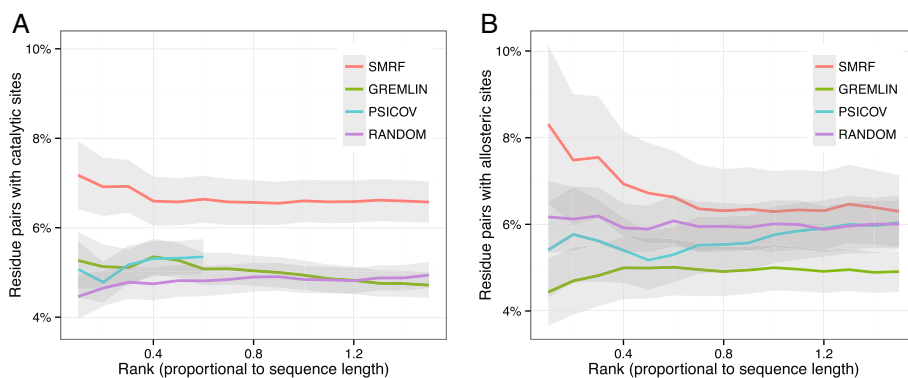 A
Residue pairs with catalytic sites
10%
8%
6%
4%
SMRF
GREMLIN
PSICOV
RANDOM
0.4
0.8
1.2
Rank (proportional to sequence length)
B
Residue pairs with allosteric sites
10%
8%
6%
4%
SMRF
GREMLIN
PSICOV
RANDOM
0.4
0.8
1.2
Rank (proportional to sequence length)